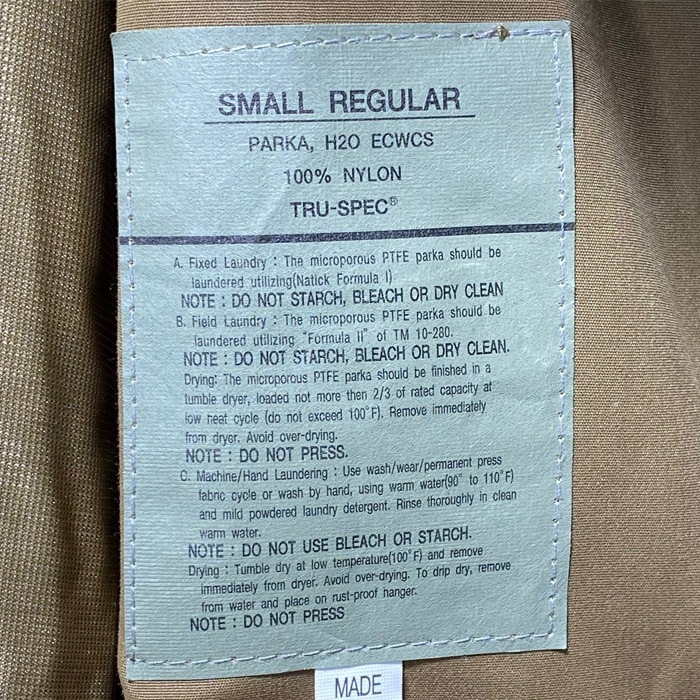 SMALL REGULAR
PARKA, H2O ECWCS
100% NYLON
TRU-SPEC®
A. Fixed Laundry : The microporous PTFE parka should be
laundered utilizing(Natick Formula I)
NOTE : DO NOT STARCH, BLEACH OR DRY CLEAN
B. Field Laundry : The microporous PTFE parka should be
laundered utilizing "Formula II" of TM 10-280.
NOTE : DO NOT STARCH, BLEACH OR DRY CLEAN.
Drying: The microporous PTFE parka should be finished in a
tumble dryer, loaded not more then 2/3 of rated capacity at
low heat cycle (do not exceed 100°F). Remove immediately
from dryer. Avoid over-drying.
NOTE : DO NOT PRESS.
C. Machine/Hand Laundering : Use wash/wear/permanent press
fabric cycle or wash by hand, using warm water(90° to 110°F)
and mild powdered laundry detergent. Rinse thoroughly in clean
warm water.
NOTE : DO NOT USE BLEACH OR STARCH.
Drying : Tumble dry at low temperature(100°F) and remove
immediately from dryer. Avoid over-drying. To drip dry, remove
from water and place on rust-proof hanger.
NOTE : DO NOT PRESS
MADE